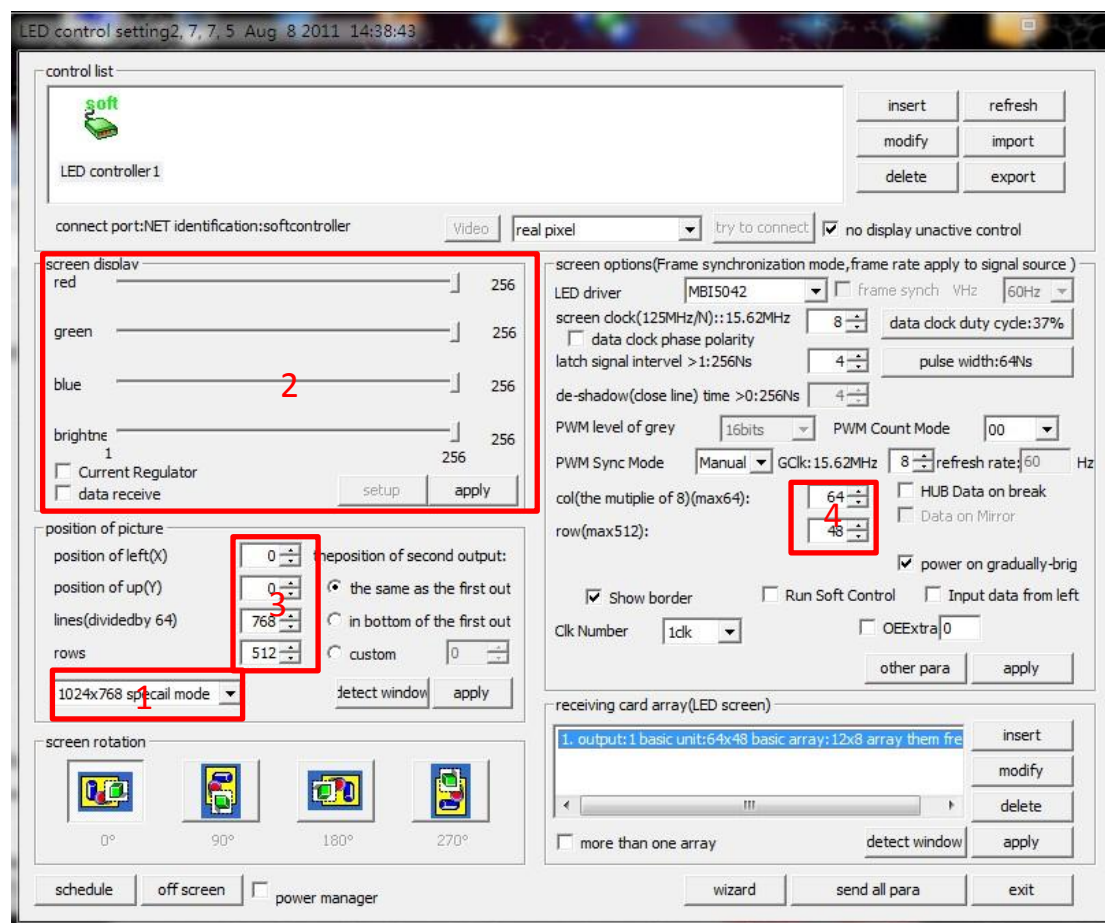 LED control setting2, 7, 7, 5 Aug 8 2011 14:38:43
control list
soft
LED controller1
insert refresh
modify import
delete export
connect port:NET identification:softcontroller Video real pixel try to connect no display unactive control
screen display
red 256
green 256
blue 256
2
brightne 256
1 256
Current Regulator
data receive setup apply
position of picture
position of left(X) 0 theposition of second output:
position of up(Y) 0 the same as the first out
3
lines(dividedby 64) 768 in bottom of the first out
rows 512 custom 0
1024x768 specail mode detect window apply
1
screen rotation
0° 90° 180° 270°
schedule off screen power manager
screen options(Frame synchronization mode,frame rate apply to signal source )
LED driver MBI5042 frame synch VHz 60Hz
screen clock(125MHz/N)::15.62MHz 8 data clock duty cycle:37%
data clock phase polarity
latch signal intervel >1:256Ns 4 pulse width:64Ns
de-shadow(close line) time >0:256Ns 4
PWM level of grey 16bits PWM Count Mode 00
PWM Sync Mode Manual GClk:15.62MHz 8 refresh rate: 60 Hz
col(the mutiplie of 8)(max64): 64 HUB Data on break
4
row(max512): 48 Data on Mirror
power on gradually-brig
Show border Run Soft Control Input data from left
Clk Number 1clk OEExtra 0
other para apply
receiving card array(LED screen)
1. output:1 basic unit:64x48 basic array:12x8 array them fre insert
modify
delete
more than one array detect window apply
wizard send all para exit